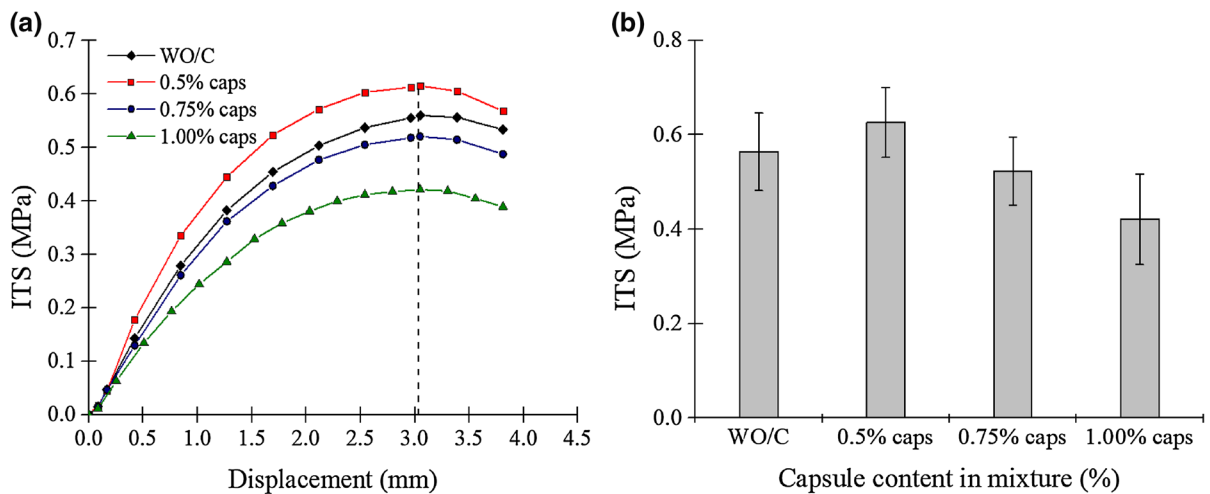 (a)
0.7
0.6
0.5
0.4
0.3
0.2
0.1
0.0
ITS (MPa)
WO/C
0.5% caps
0.75% caps
1.00% caps
0.0 0.5 1.0 1.5 2.0 2.5 3.0 3.5 4.0 4.5
Displacement (mm)
(b)
0.8
0.6
0.4
0.2
0.0
ITS (MPa)
WO/C 0.5% caps 0.75% caps 1.00% caps
Capsule content in mixture (%)